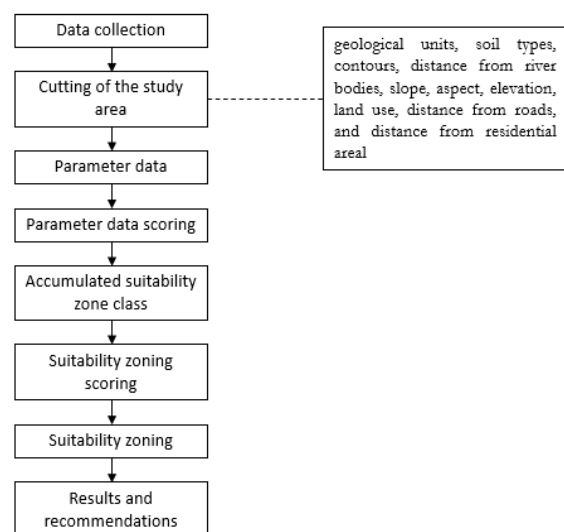 Data collection
Cutting of the study
area
geological units, soil types,
contours, distance from river
bodies, slope, aspect, elevation,
land use, distance from roads,
and distance from residential
areal
Parameter data
Parameter data scoring
Accumulated suitability
zone class
Suitability zoning
scoring
Suitability zoning
Results and
recommendations